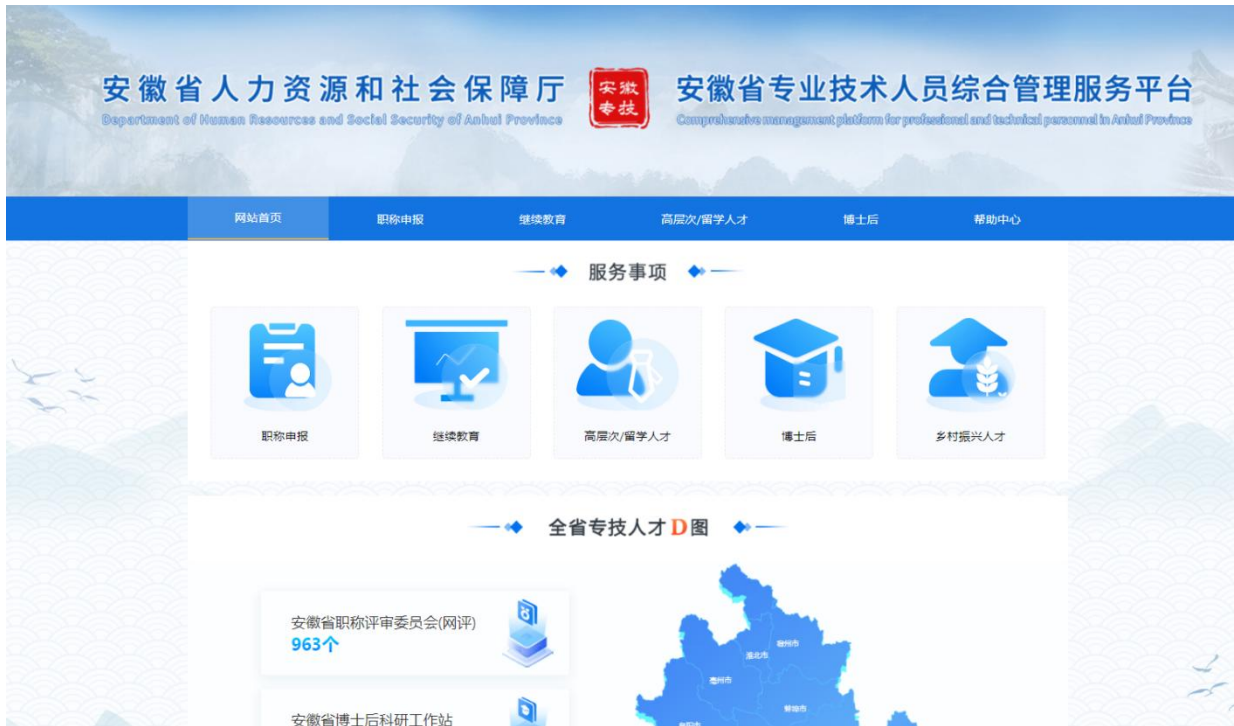 安徽省人力资源和社会保障厅
Department of Human Resources and Social Security of Anhui Province
安徽
专技
安徽省专业技术人员综合管理服务平台
Comprehensive management platform for professional and technical personnel in Anhui Province
网站首页
职称申报
继续教育
高层次/留学人才
博士后
帮助中心
服务事项
职称申报
继续教育
高层次/留学人才
博士后
乡村振兴人才
全省专技人才D图
安徽省职称评审委员会(网评)
963个
安徽省博士后科研工作站
宿州市
淮北市
亳州市
蚌埠市